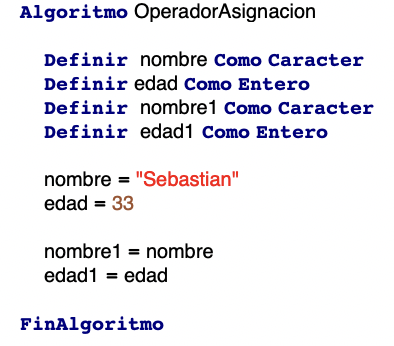 Algoritmo OperadorAsignacion
Definir nombre Como Caracter
Definir edad Como Entero
Definir nombre1 Como Caracter
Definir edad1 Como Entero
nombre = "Sebastian"
edad = 33
nombre1 = nombre
edad1 = edad
FinAlgoritmo